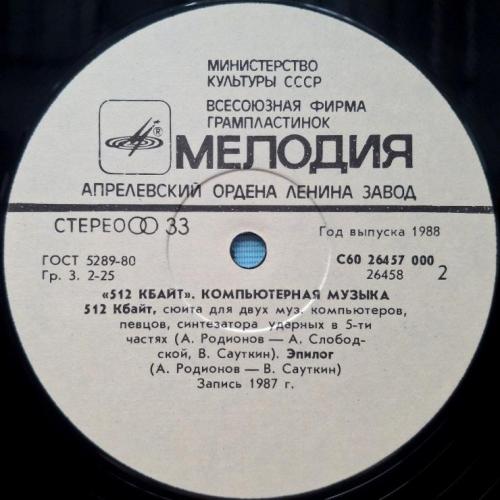 МИНИСТЕРСТВО
КУЛЬТУРЫ СССР
ВСЕСОЮЗНАЯ ФИРМА
ГРАМПЛАСТИНОК
®
МЕЛОДИЯ
АПРЕЛЕВСКИЙ ОРДЕНА ЛЕНИНА ЗАВОД
СТЕРЕО 33
Год выпуска 1988
ГОСТ 5289-80
Гр. 3. 2-25
С60 26457 000
26458 2
«512 КБАЙТ». КОМПЬЮТЕРНАЯ МУЗЫКА
512 Кбайт, сюита для двух муз. компьютеров,
певцов, синтезатора ударных в 5-ти
частях (А. Родионов — А. Слобод-
ской, В. Сауткин). Эпилог
(А. Родионов — В. Сауткин)
Запись 1987 г.